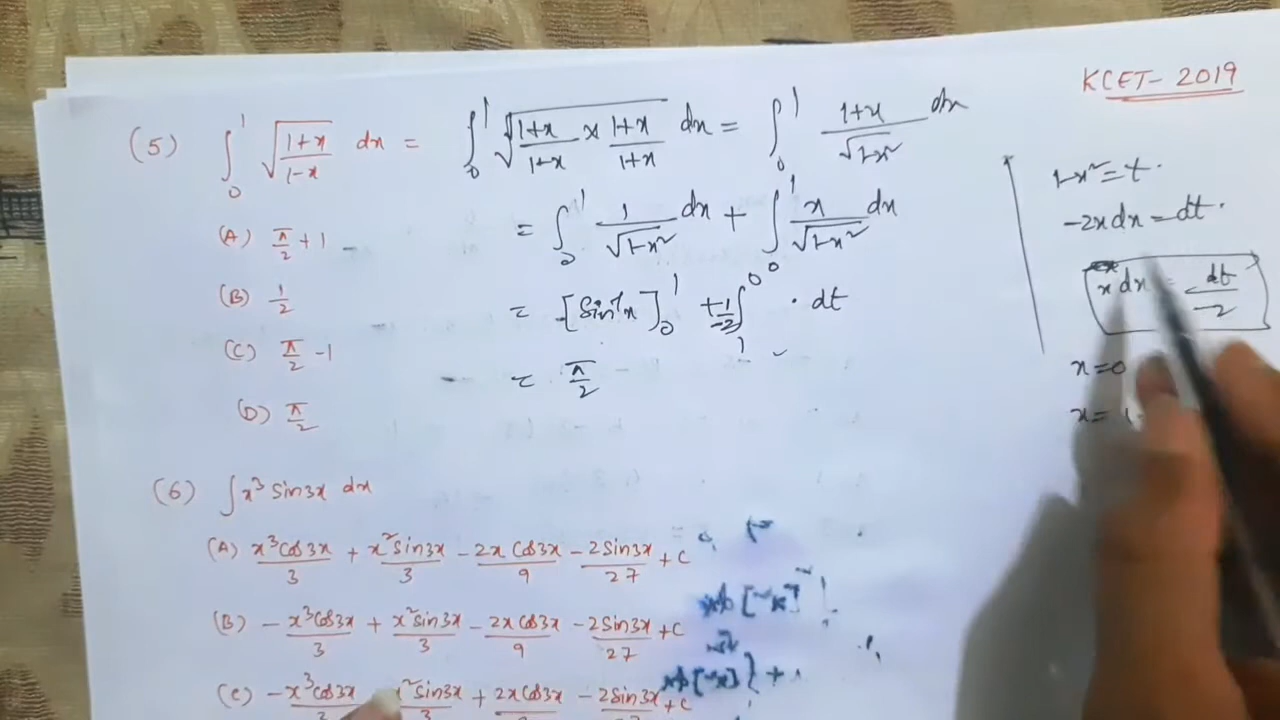 KCET- 2019
(5) ∫₀¹ √((1+x)/(1-x)) dx = ∫₀¹ √((1+x)/(1+x) × (1+x)/(1+x)) dx = ∫₀¹ (1+x)/√(1-x²) dx
1-x² = t.
(A) π/2 + 1
= ∫₀¹ 1/√(1-x²) dx + ∫₀¹ x/√(1-x²) dx
-2x dx = dt.
(B) 1/2
= [Sin⁻¹x]₀¹ + 1/-2 ∫₁⁰ · dt
x dx = dt/-2
(C) π/2 - 1
= π/2
x=0
(D) π/2
x= 1
(6) ∫x³ Sin3x dx
(A) x³Cos3x/3 + x²Sin3x/3 - 2x Cos3x/9 - 2Sin3x/27 + C
(B) - x³Cos3x/3 + x²Sin3x/3 - 2x Cos3x/9 - 2Sin3x/27 + C
(C) - x³Cos3x/3 x²Sin3x + 2x Cos3x/9 - 2Sin3x/27 + C